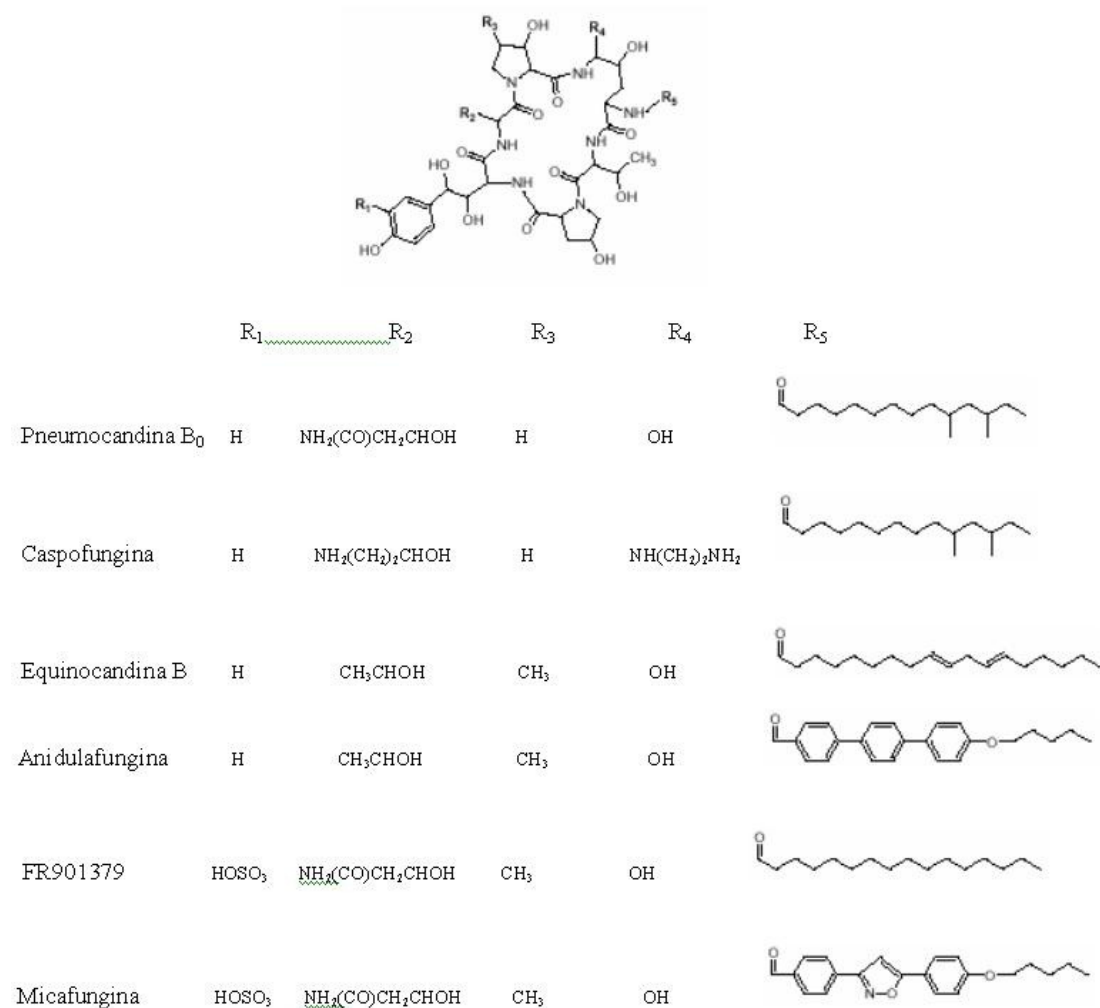 R₃ OH R₄ OH
NH
N O O NH R₅
R₂ O O
NH HN CH₃
HO O NH O OH
R₁ N
HO OH O
OH
R₁ R₂ R₃ R₄ R₅
O
Pneumocandina B₀ H NH₂(CO)CH₂CHOH H OH
O
Caspofungina H NH₂(CH₂)₂CHOH H NH(CH₂)₂NH₂
O
Equinocandina B H CH₃CHOH CH₃ OH
O
Anidulafungina H CH₃CHOH CH₃ OH O
O
FR901379 HOSO₃ NH₂(CO)CH₂CHOH CH₃ OH
O
N O O
Micafungina HOSO₃ NH₂(CO)CH₂CHOH CH₃ OH